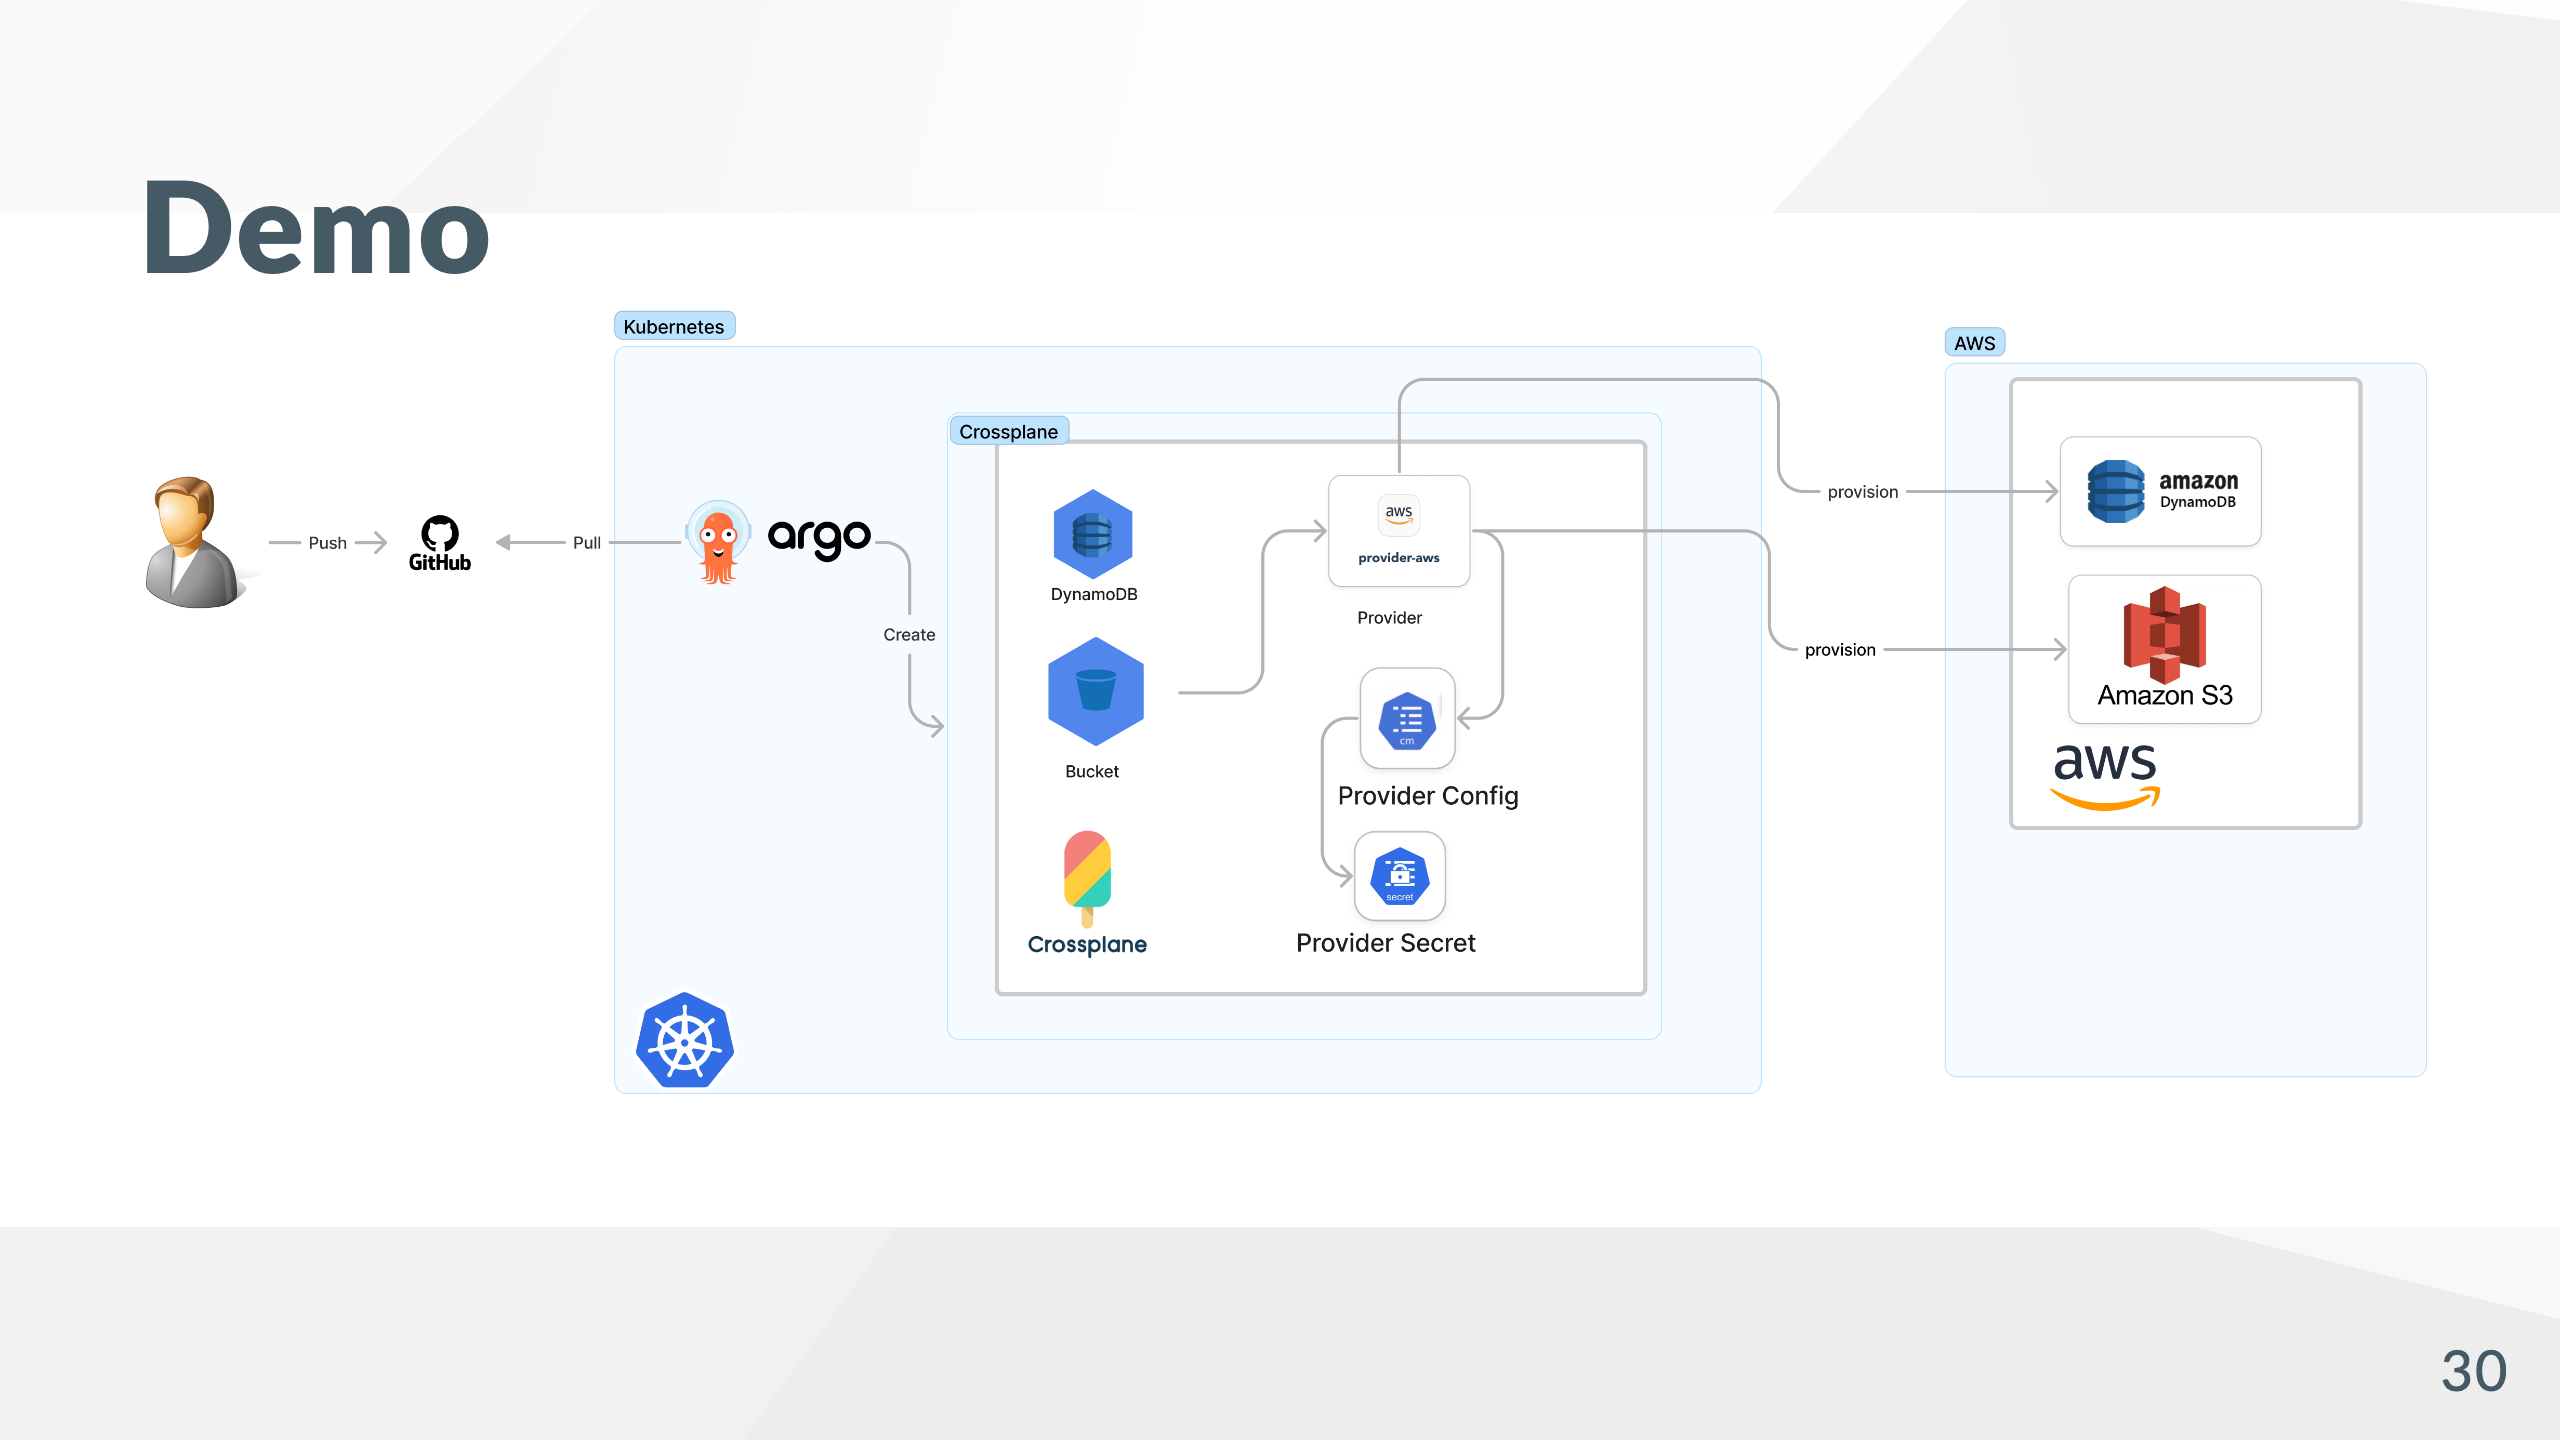 Demo
Kubernetes
AWS
Crossplane
Push
GitHub
Pull
argo
Create
DynamoDB
Bucket
Crossplane
aws
provider-aws
Provider
cm
Provider Config
secret
Provider Secret
provision
provision
amazon
DynamoDB
Amazon S3
aws
30